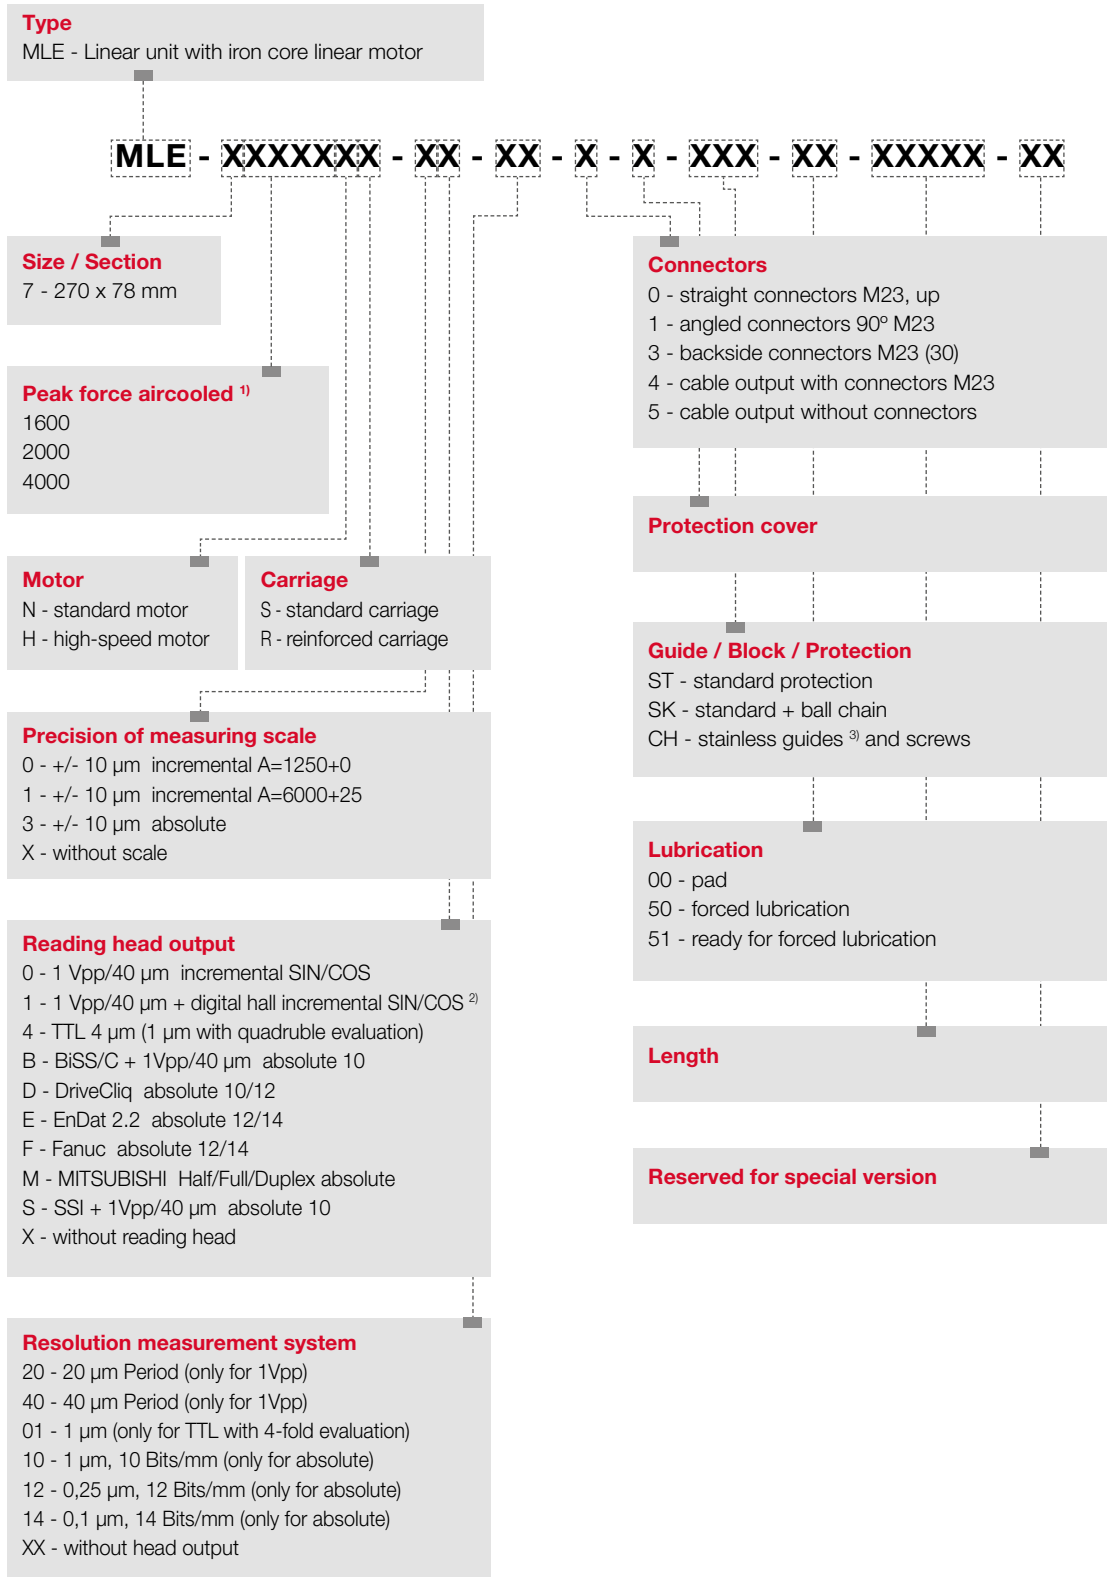 Type
MLE - Linear unit with iron core linear motor
MLE - XXXXXXX - XX - XX - X - X - XXX - XX - XXXXX - XX
Size / Section
7 - 270 x 78 mm
Peak force aircooled 1)
1600
2000
4000
Motor
N - standard motor
H - high-speed motor
Carriage
S - standard carriage
R - reinforced carriage
Precision of measuring scale
0 - +/- 10 µm incremental A=1250+0
1 - +/- 10 µm incremental A=6000+25
3 - +/- 10 µm absolute
X - without scale
Reading head output
0 - 1 Vpp/40 µm incremental SIN/COS
1 - 1 Vpp/40 µm + digital hall incremental SIN/COS 2)
4 - TTL 4 µm (1 µm with quadruble evaluation)
B - BiSS/C + 1Vpp/40 µm absolute 10
D - DriveCliq absolute 10/12
E - EnDat 2.2 absolute 12/14
F - Fanuc absolute 12/14
M - MITSUBISHI Half/Full/Duplex absolute
S - SSI + 1Vpp/40 µm absolute 10
X - without reading head
Resolution measurement system
20 - 20 µm Period (only for 1Vpp)
40 - 40 µm Period (only for 1Vpp)
01 - 1 µm (only for TTL with 4-fold evaluation)
10 - 1 µm, 10 Bits/mm (only for absolute)
12 - 0,25 µm, 12 Bits/mm (only for absolute)
14 - 0,1 µm, 14 Bits/mm (only for absolute)
XX - without head output
Connectors
0 - straight connectors M23, up
1 - angled connectors 90º M23
3 - backside connectors M23 (30)
4 - cable output with connectors M23
5 - cable output without connectors
Protection cover
Guide / Block / Protection
ST - standard protection
SK - standard + ball chain
CH - stainless guides 3) and screws
Lubrication
00 - pad
50 - forced lubrication
51 - ready for forced lubrication
Length
Reserved for special version